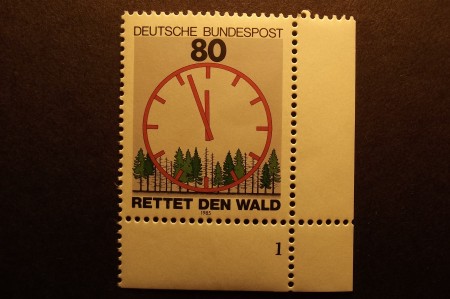 DEUTSCHE BUNDESPOST
80
RETTET DEN WALD
1985
1